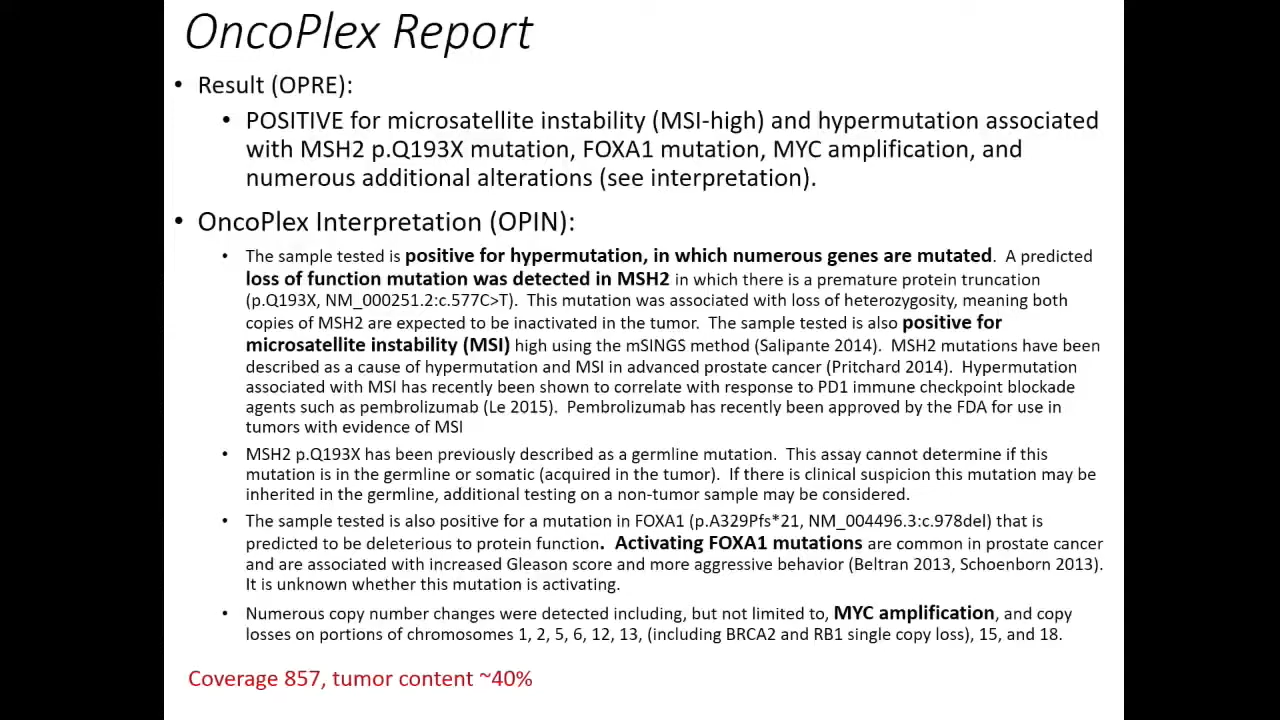 OncoPlex Report
• Result (OPRE):
• POSITIVE for microsatellite instability (MSI-high) and hypermutation associated
with MSH2 p.Q193X mutation, FOXA1 mutation, MYC amplification, and
numerous additional alterations (see interpretation).
• OncoPlex Interpretation (OPIN):
• The sample tested is positive for hypermutation, in which numerous genes are mutated. A predicted
loss of function mutation was detected in MSH2 in which there is a premature protein truncation
(p.Q193X, NM_000251.2:c.577C>T). This mutation was associated with loss of heterozygosity, meaning both
copies of MSH2 are expected to be inactivated in the tumor. The sample tested is also positive for
microsatellite instability (MSI) high using the mSINGS method (Salipante 2014). MSH2 mutations have been
described as a cause of hypermutation and MSI in advanced prostate cancer (Pritchard 2014). Hypermutation
associated with MSI has recently been shown to correlate with response to PD1 immune checkpoint blockade
agents such as pembrolizumab (Le 2015). Pembrolizumab has recently been approved by the FDA for use in
tumors with evidence of MSI
• MSH2 p.Q193X has been previously described as a germline mutation. This assay cannot determine if this
mutation is in the germline or somatic (acquired in the tumor). If there is clinical suspicion this mutation may be
inherited in the germline, additional testing on a non-tumor sample may be considered.
• The sample tested is also positive for a mutation in FOXA1 (p.A329Pfs*21, NM_004496.3:c.978del) that is
predicted to be deleterious to protein function. Activating FOXA1 mutations are common in prostate cancer
and are associated with increased Gleason score and more aggressive behavior (Beltran 2013, Schoenborn 2013).
It is unknown whether this mutation is activating.
• Numerous copy number changes were detected including, but not limited to, MYC amplification, and copy
losses on portions of chromosomes 1, 2, 5, 6, 12, 13, (including BRCA2 and RB1 single copy loss), 15, and 18.
Coverage 857, tumor content ~40%